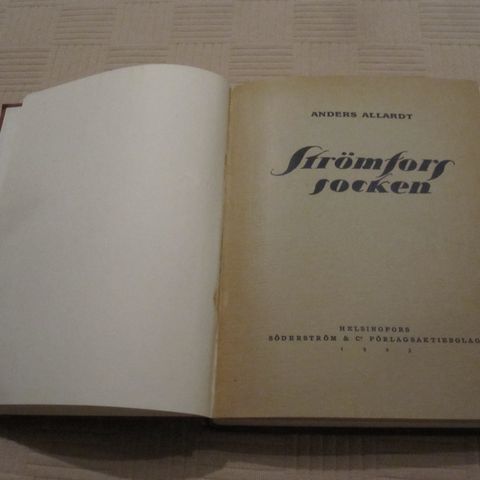 ANDERS ALLARDT
Strömfors
socken
HELSINGFORS
SÖDERSTRÖM & Co FÖRLAGSAKTIEBOLAG